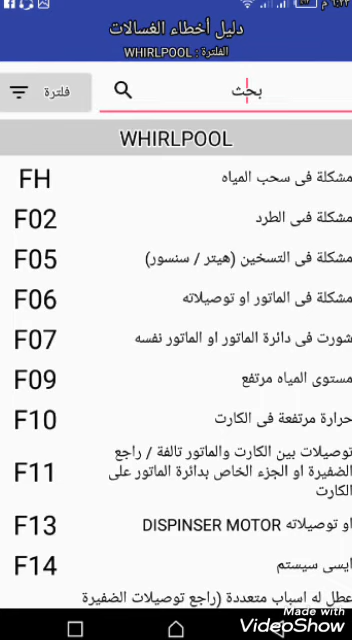 ١:٢٣ م
دليل أخطاء الغسالات
الفلترة : WHIRLPOOL
بحث
فلترة
WHIRLPOOL
FH مشكلة فى سحب المياه
F02 مشكلة فى الطرد
F05 مشكلة فى التسخين (هيتر / سنسور)
F06 مشكلة فى الماتور او توصيلاته
F07 شورت فى دائرة الماتور او الماتور نفسه
F09 مستوى المياه مرتفع
F10 حرارة مرتفعة فى الكارت
توصيلات بين الكارت والماتور تالفة / راجع
F11 الضفيرة او الجزء الخاص بدائرة الماتور على
الكارت
F13 او توصيلاته DISPINSER MOTOR
F14 ايسى سيستم
عطل له اسباب متعددة (راجع توصيلات الضفيرة
Made with
VideoShow